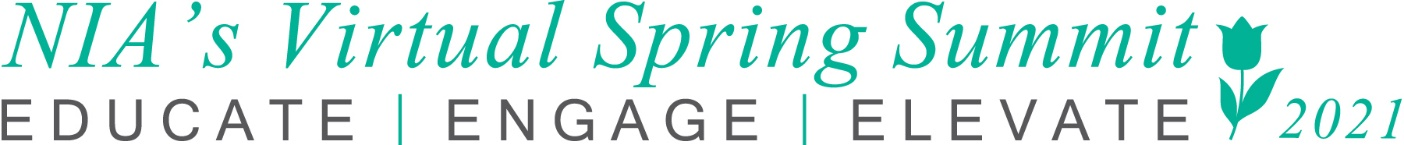 NIA's Virtual Spring Summit
EDUCATE | ENGAGE | ELEVATE 2021